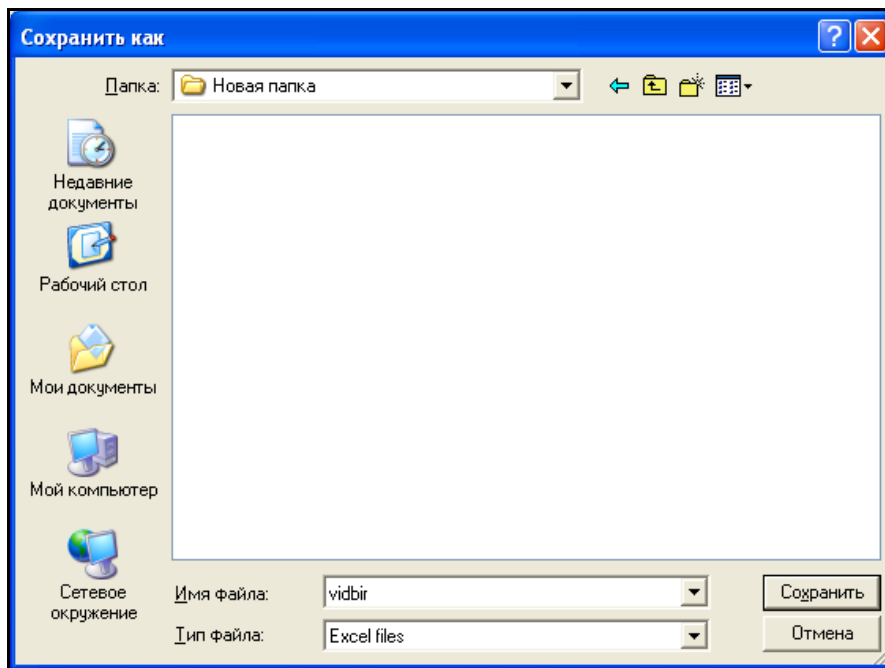 Сохранить как
Папка:
Новая папка
Недавние
документы
Рабочий стол
Мои документы
Мой компьютер
Сетевое
окружение
Имя файла:
vidbir
Сохранить
Тип файла:
Excel files
Отмена